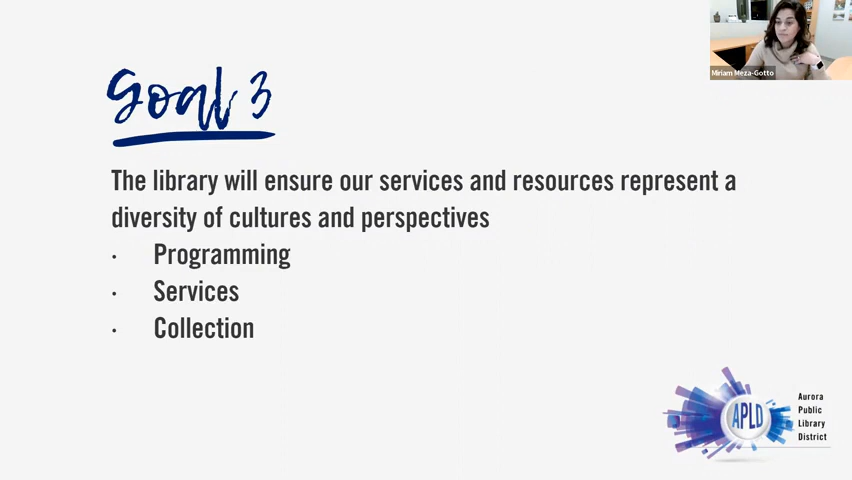 Miriam Meza-Gotto
Goal 3
The library will ensure our services and resources represent a
diversity of cultures and perspectives
· Programming
· Services
· Collection
APLD
Aurora
Public
Library
District